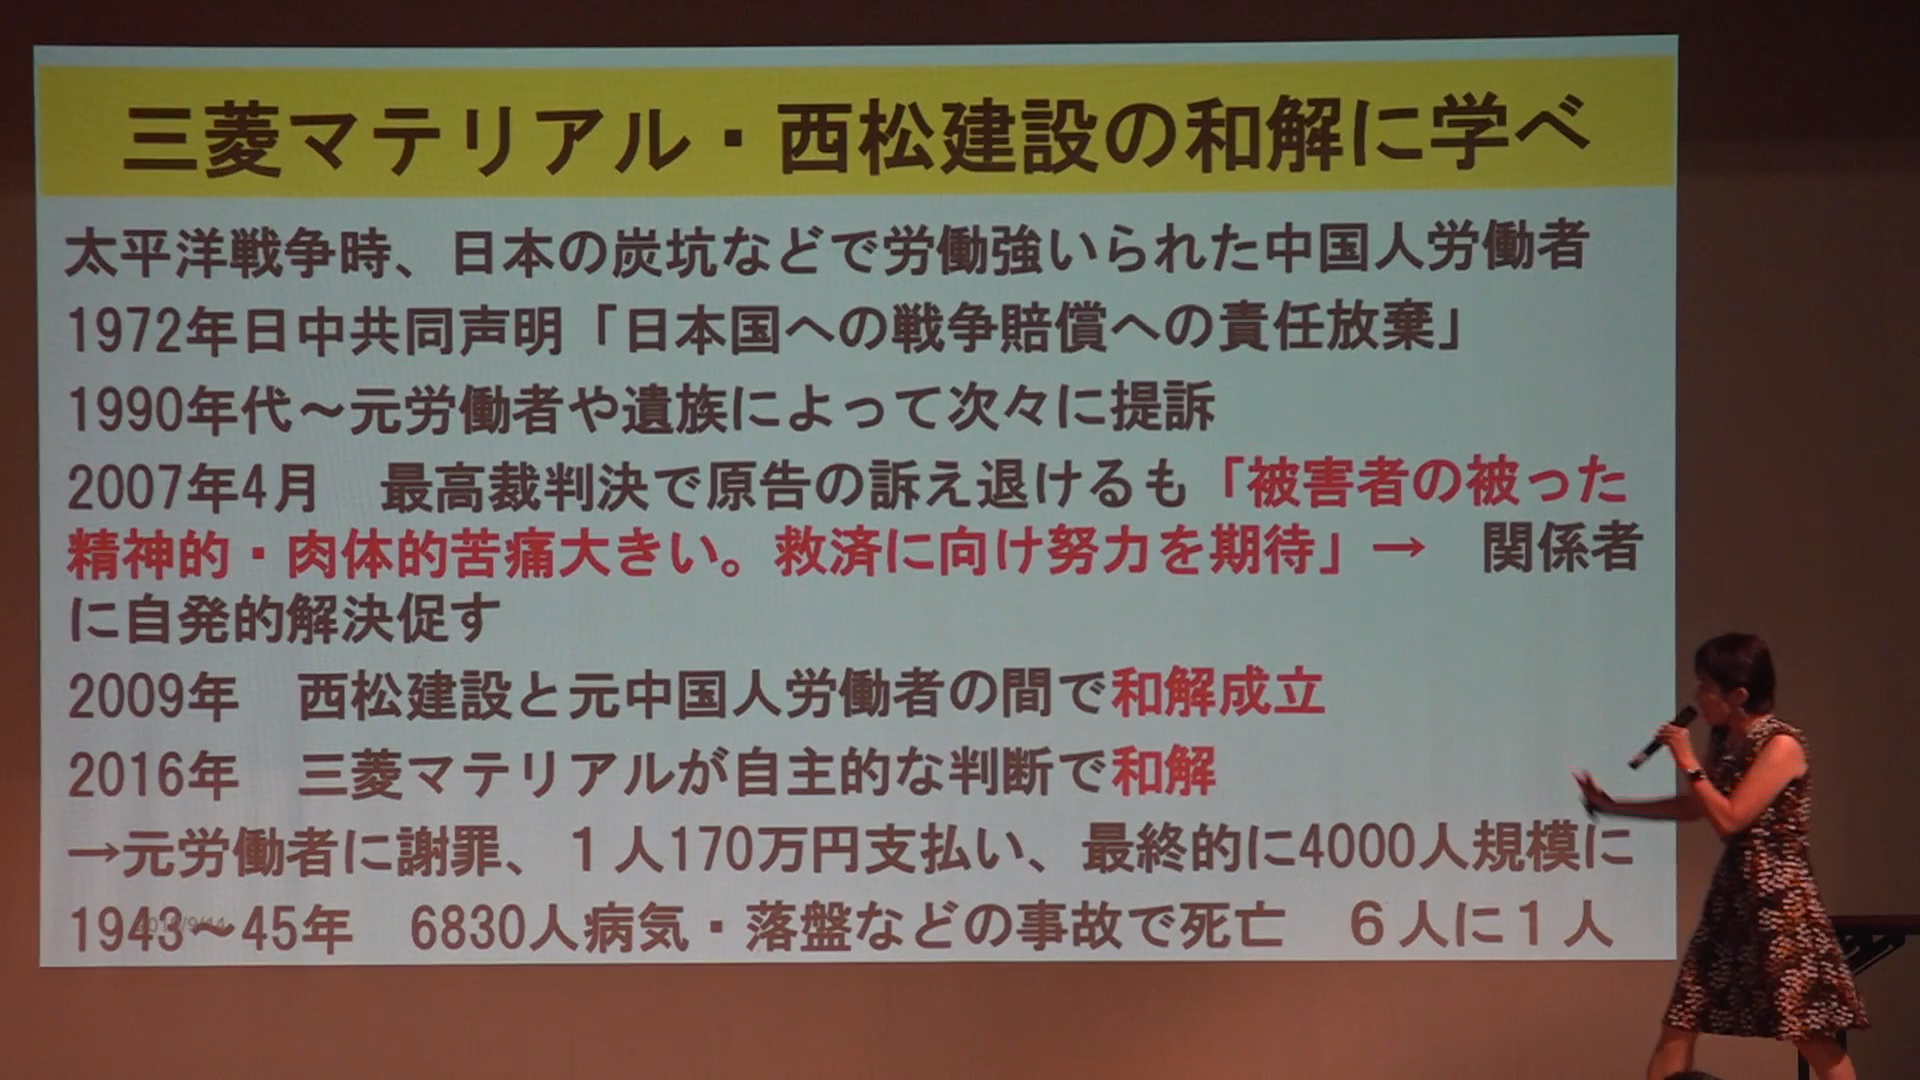 三菱マテリアル・西松建設の和解に学べ
太平洋戦争時、日本の炭坑などで労働強いられた中国人労働者
1972年日中共同声明「日本国への戦争賠償への責任放棄」
1990年代～元労働者や遺族によって次々に提訴
2007年4月　最高裁判決で原告の訴え退けるも「被害者の被った
精神的・肉体的苦痛大きい。救済に向け努力を期待」→　関係者
に自発的解決促す
2009年　西松建設と元中国人労働者の間で和解成立
2016年　三菱マテリアルが自主的な判断で和解
→元労働者に謝罪、１人170万円支払い、最終的に4000人規模に
1943～45年　6830人病気・落盤などの事故で死亡　６人に１人